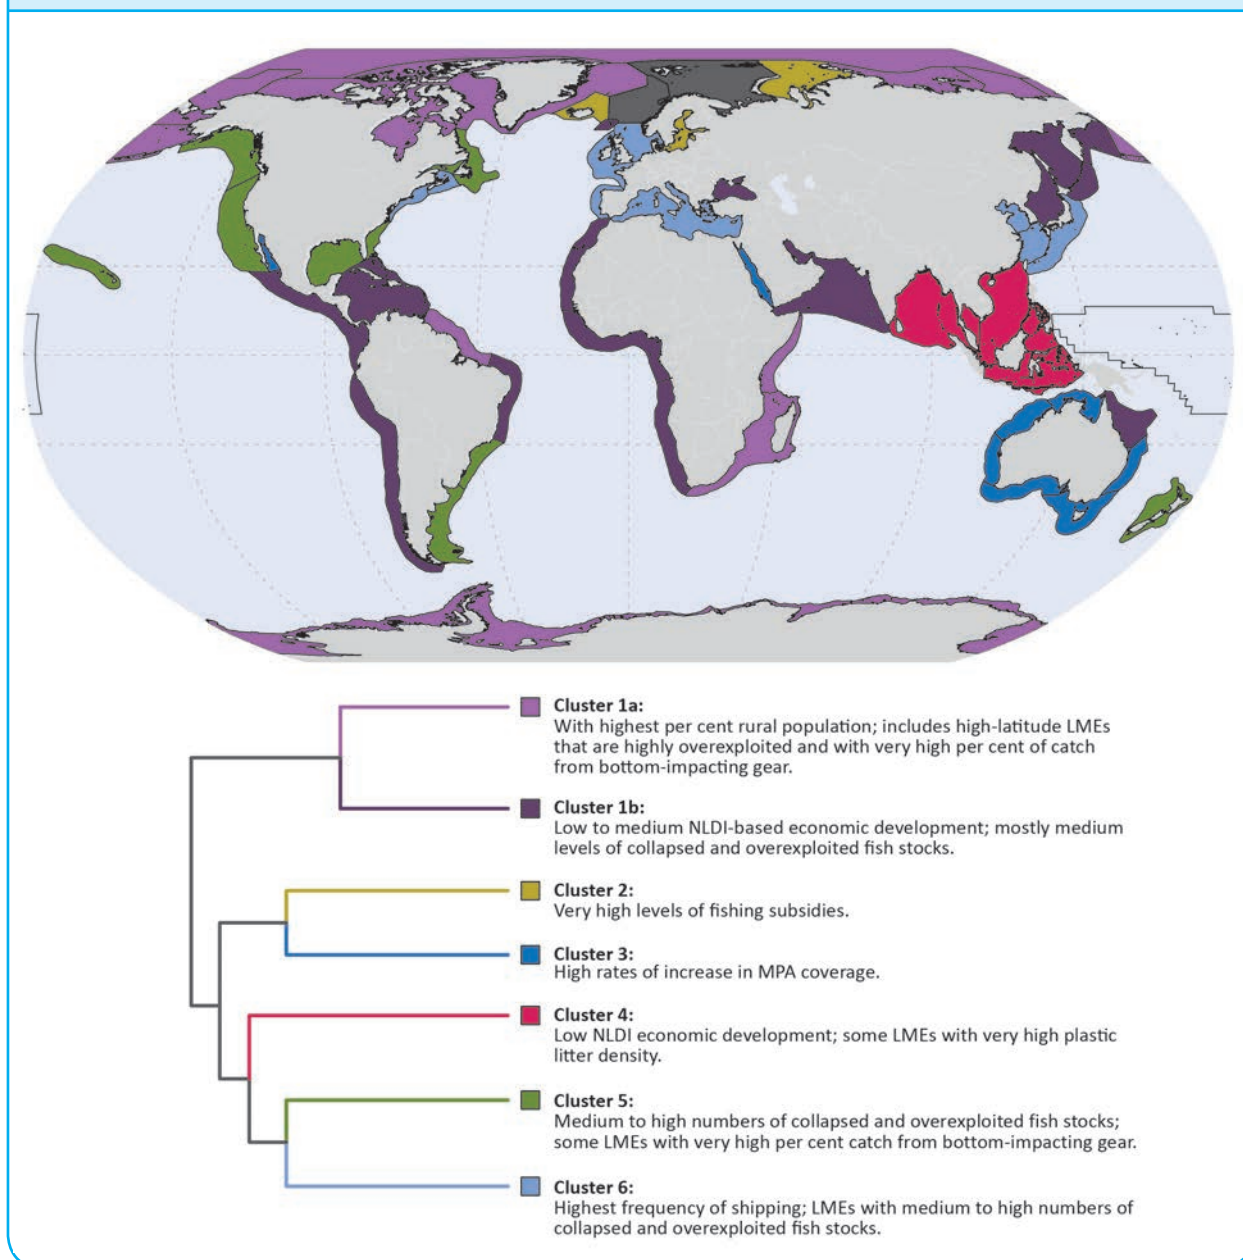 Cluster 1a:
With highest per cent rural population; includes high-latitude LMEs
that are highly overexploited and with very high per cent of catch
from bottom-impacting gear.
Cluster 1b:
Low to medium NLDI-based economic development; mostly medium
levels of collapsed and overexploited fish stocks.
Cluster 2:
Very high levels of fishing subsidies.
Cluster 3:
High rates of increase in MPA coverage.
Cluster 4:
Low NLDI economic development; some LMEs with very high plastic
litter density.
Cluster 5:
Medium to high numbers of collapsed and overexploited fish stocks;
some LMEs with very high per cent catch from bottom-impacting gear.
Cluster 6:
Highest frequency of shipping; LMEs with medium to high numbers of
collapsed and overexploited fish stocks.